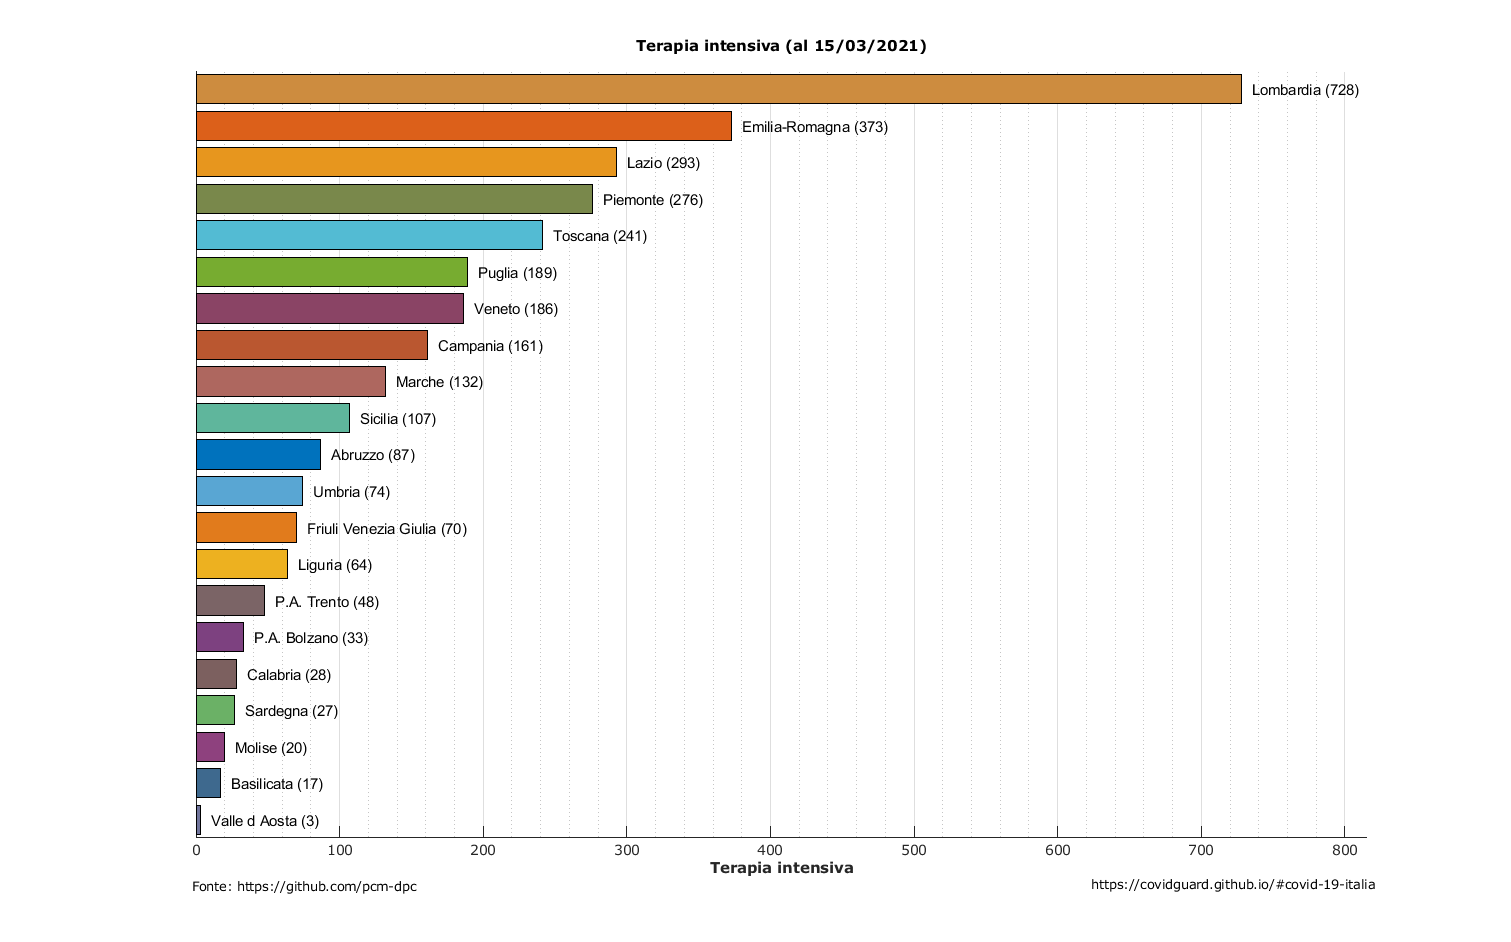 Terapia intensiva (al 15/03/2021)
Lombardia (728)
Emilia-Romagna (373)
Lazio (293)
Piemonte (276)
Toscana (241)
Puglia (189)
Veneto (186)
Campania (161)
Marche (132)
Sicilia (107)
Abruzzo (87)
Umbria (74)
Friuli Venezia Giulia (70)
Liguria (64)
P.A. Trento (48)
P.A. Bolzano (33)
Calabria (28)
Sardegna (27)
Molise (20)
Basilicata (17)
Valle d Aosta (3)
0 100 200 300 400 500 600 700 800
Terapia intensiva
Fonte: https://github.com/pcm-dpc
https://covidguard.github.io/#covid-19-italia